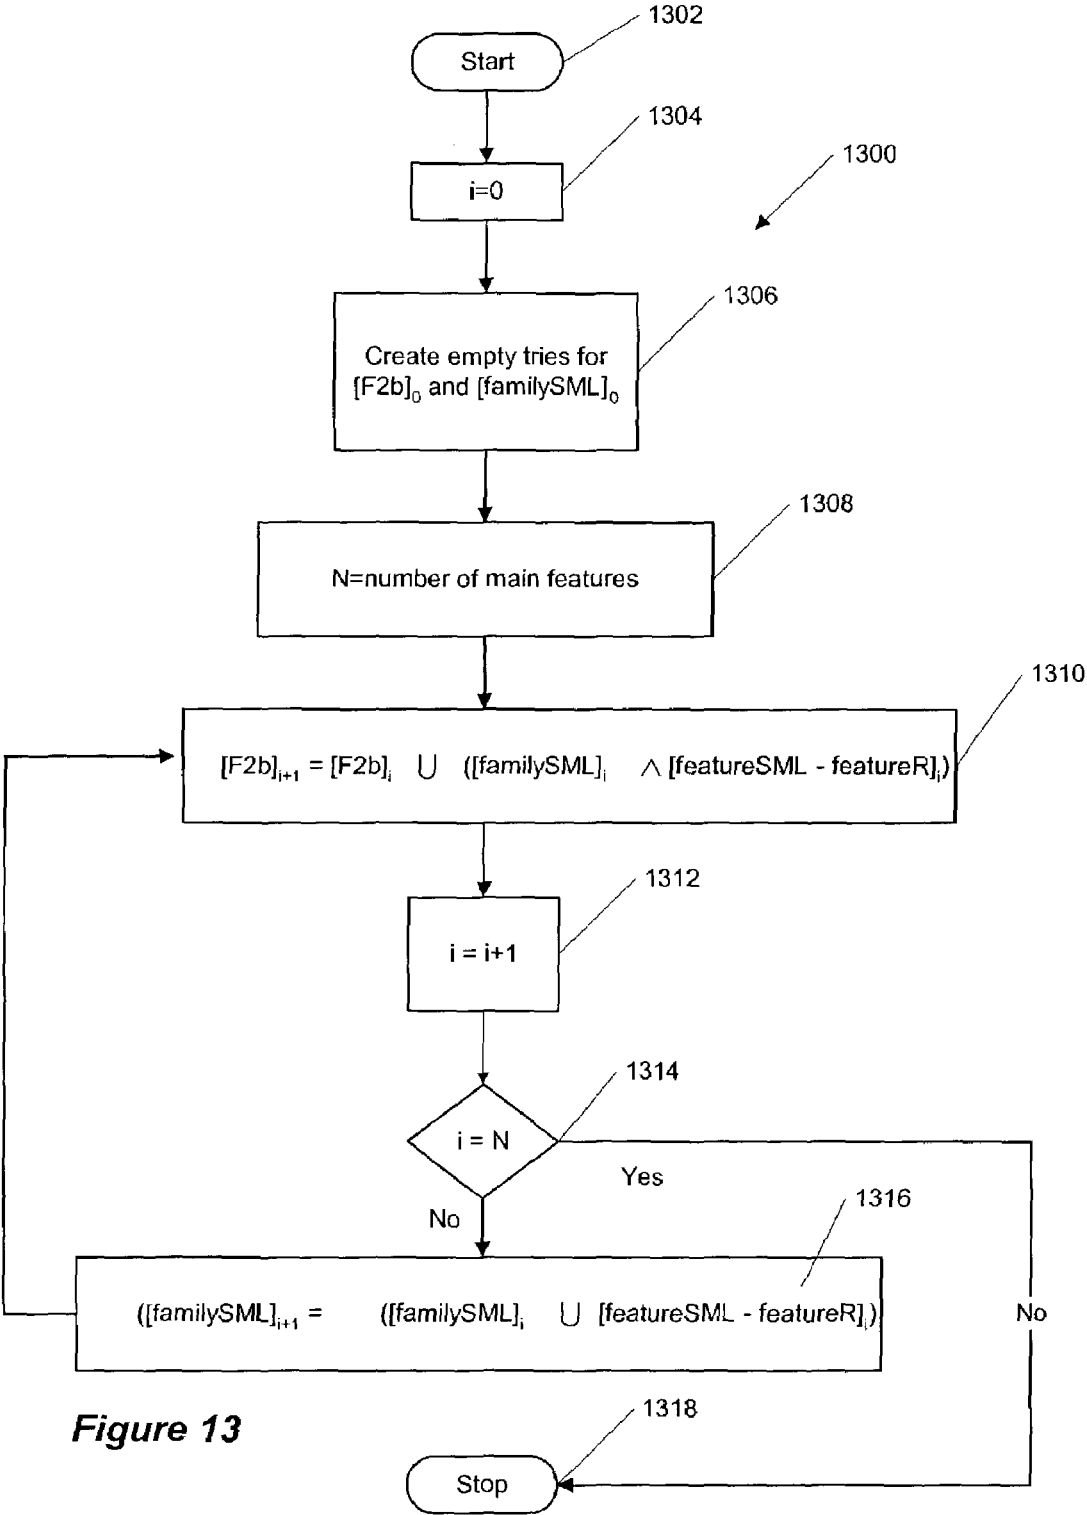 1302
Start
1304
i=0
1300
1306
Create empty tries for
[F2b]₀ and [familySML]₀
1308
N=number of main features
1310
[F2b]ᵢ₊₁ = [F2b]ᵢ ∪ ([familySML]ᵢ ∧ [featureSML - featureR]ᵢ)
1312
i = i+1
1314
i = N
Yes
No
1316
([familySML]ᵢ₊₁ = ([familySML]ᵢ ∪ [featureSML - featureR]ᵢ)
No
Figure 13
1318
Stop